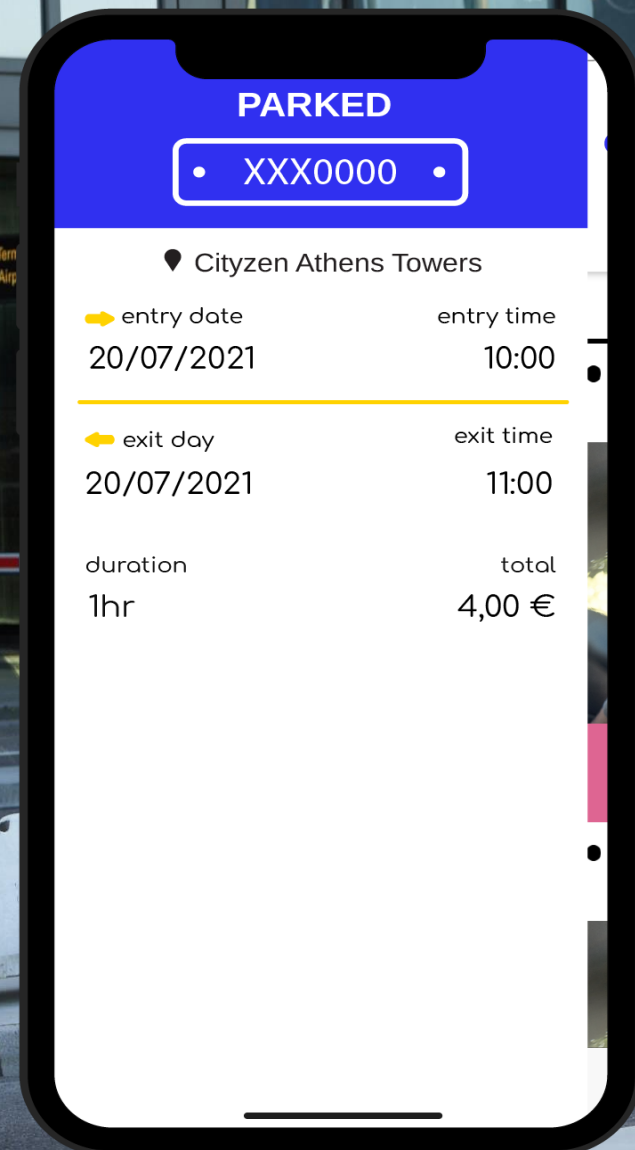 PARKED
XXX0000
Cityzen Athens Towers
entry date entry time
20/07/2021 10:00
exit day exit time
20/07/2021 11:00
duration total
1hr 4,00 €